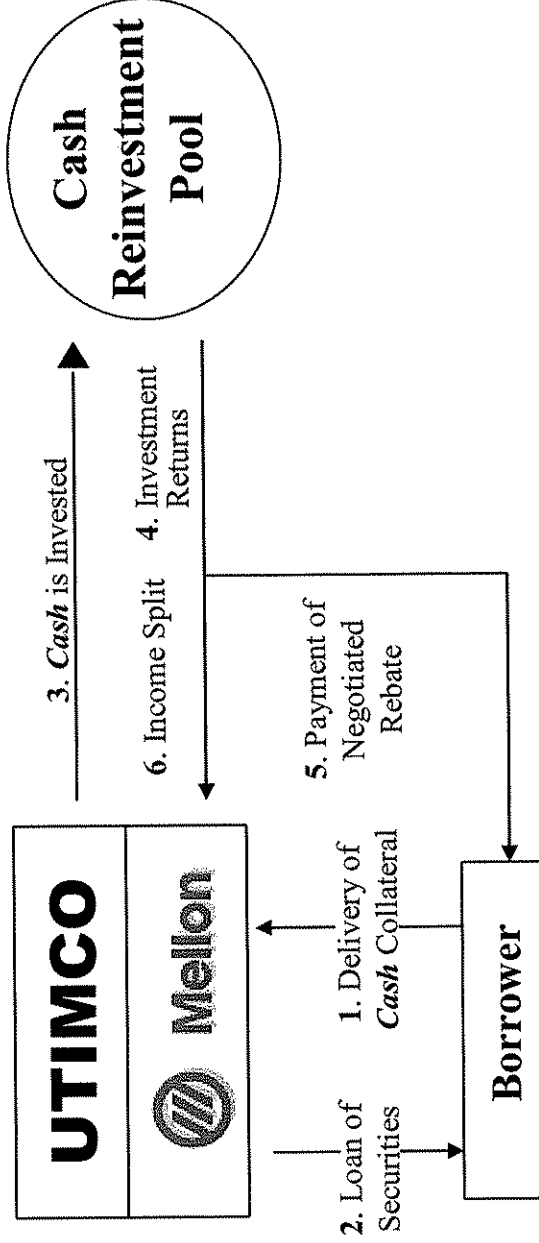 UTIMCO
Mellon
3. Cash is Invested
Cash
Reinvestment
Pool
6. Income Split
4. Investment
Returns
5. Payment of
Negotiated
Rebate
1. Delivery of
Cash Collateral
2. Loan of
Securities
Borrower